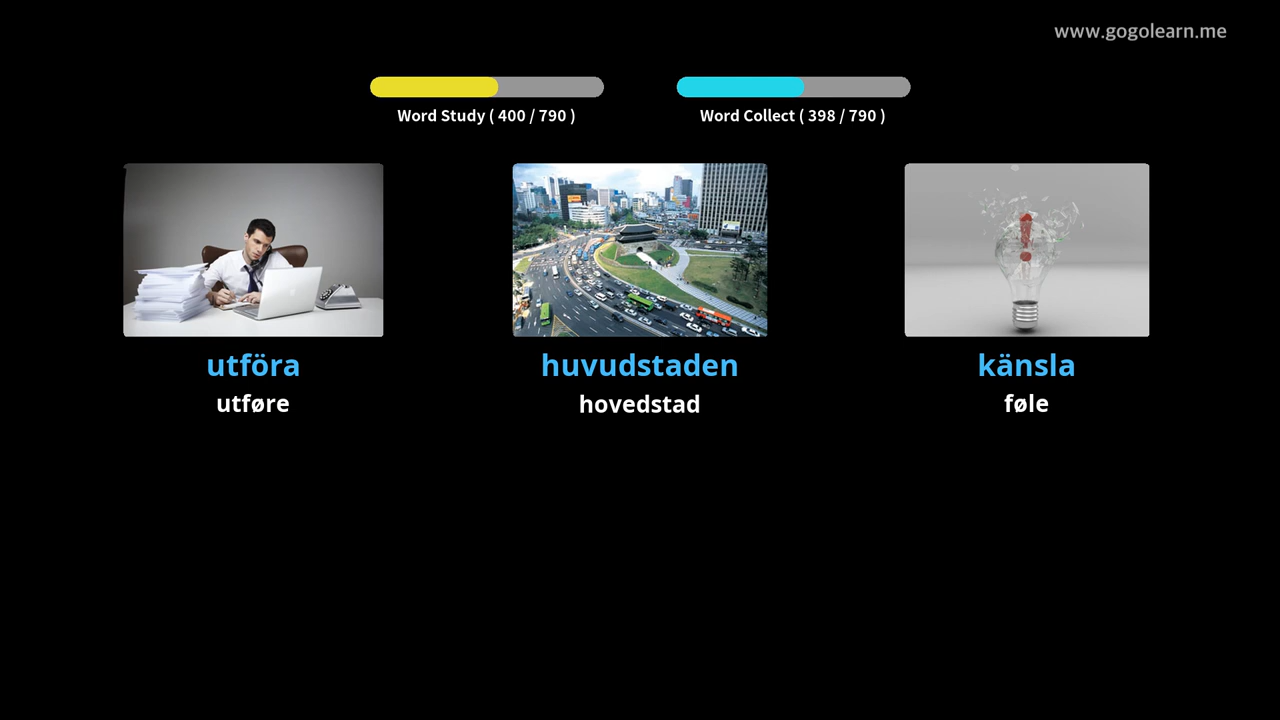 www.gogolearn.me
Word Study ( 400 / 790 )
Word Collect ( 398 / 790 )
utföra
utføre
huvudstaden
hovedstad
känsla
føle